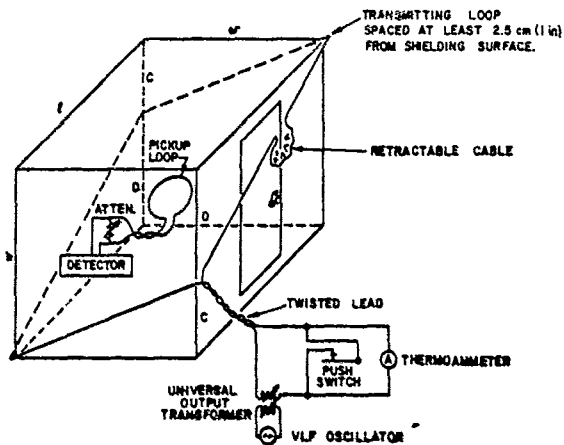 TRANSMITTING LOOP
SPACED AT LEAST 2.5 cm (1 in)
FROM SHIELDING SURFACE.
w
C
l
PICKUP
LOOP
RETRACTABLE CABLE
D
ATTEN.
D
DETECTOR
C
TWISTED LEAD
A
THERMOAMMETER
PUSH
SWITCH
UNIVERSAL
OUTPUT
TRANSFORMER
VLF OSCILLATOR